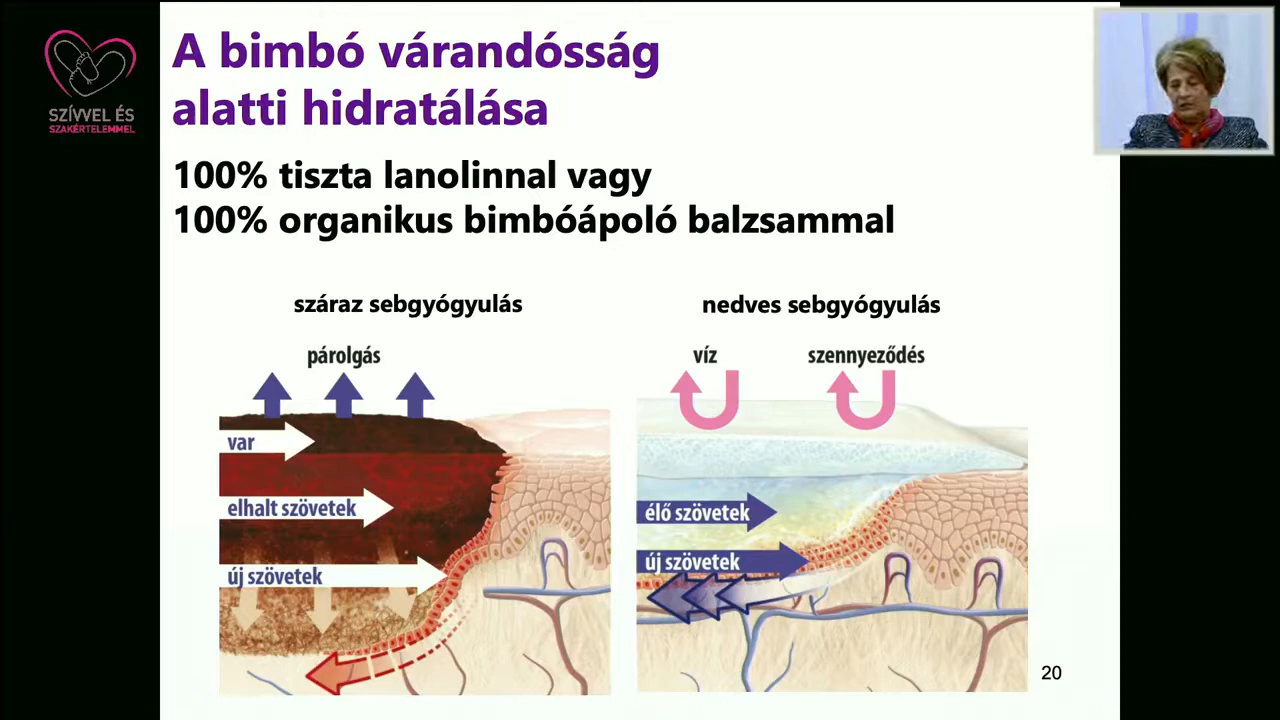 SZÍVVEL ÉS
SZAKÉRTELEMMEL
A bimbó várandósság
alatti hidratálása
100% tiszta lanolinnal vagy
100% organikus bimbóápoló balzsammal
száraz sebgyógyulás
párolgás
var
elhalt szövetek
új szövetek
nedves sebgyógyulás
víz
szennyeződés
élő szövetek
új szövetek
20